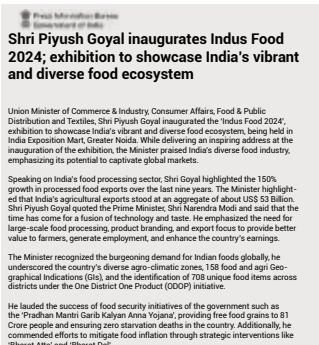 Press Information Bureau
Government of India
Shri Piyush Goyal inaugurates Indus Food
2024; exhibition to showcase India's vibrant
and diverse food ecosystem
Union Minister of Commerce & Industry, Consumer Affairs, Food & Public
Distribution and Textiles, Shri Piyush Goyal inaugurated the 'Indus Food 2024',
exhibition to showcase India's vibrant and diverse food ecosystem, being held in
India Exposition Mart, Greater Noida. While delivering an inspiring address at the
inauguration of the exhibition, the Minister praised India's diverse food industry,
emphasizing its potential to captivate global markets.
Speaking on India's food processing sector, Shri Goyal highlighted the 150%
growth in processed food exports over the last nine years. The Minister highlight-
ed that India's agricultural exports stood at an aggregate of about US$ 53 Billion.
Shri Piyush Goyal quoted the Prime Minister, Shri Narendra Modi and said that the
time has come for a fusion of technology and taste. He emphasized the need for
large-scale food processing, product branding, and export focus to provide better
value to farmers, generate employment, and enhance the country's earnings.
The Minister recognized the burgeoning demand for Indian foods globally, he
underscored the country's diverse agro-climatic zones, 158 food and agri Geo-
graphical Indications (GIs), and the identification of 708 unique food items across
districts under the One District One Product (ODOP) initiative.
He lauded the success of food security initiatives of the government such as
the 'Pradhan Mantri Garib Kalyan Anna Yojana', providing free food grains to 81
Crore people and ensuring zero starvation deaths in the country. Additionally, he
commended efforts to mitigate food inflation through strategic interventions like